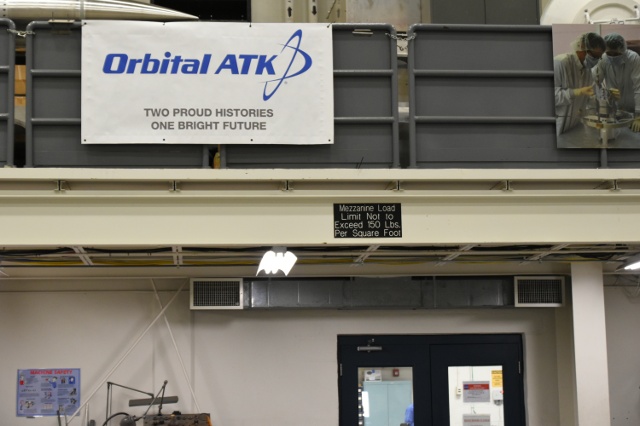 Orbital ATK
TWO PROUD HISTORIES
ONE BRIGHT FUTURE
Mezzanine Load
Limit Not to
Exceed 150 Lbs.
Per Square Foot